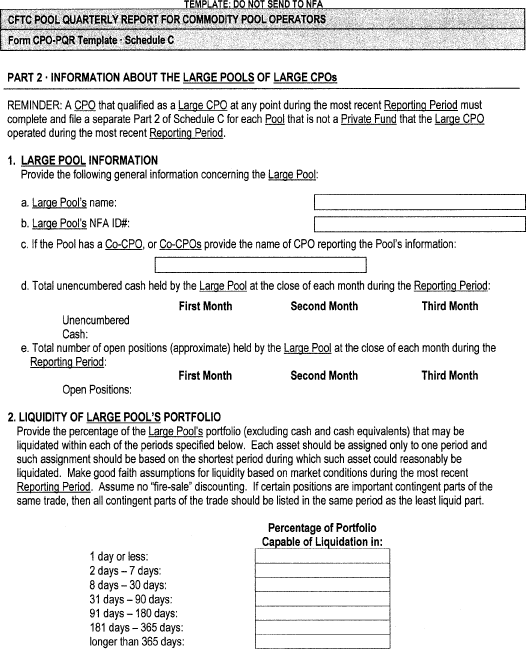 TEMPLATE: DO NOT SEND TO NFA
CFTC POOL QUARTERLY REPORT FOR COMMODITY POOL OPERATORS
Form CPO-PQR Template · Schedule C
PART 2 · INFORMATION ABOUT THE LARGE POOLS OF LARGE CPOs
REMINDER: A CPO that qualified as a Large CPO at any point during the most recent Reporting Period must
complete and file a separate Part 2 of Schedule C for each Pool that is not a Private Fund that the Large CPO
operated during the most recent Reporting Period.
1. LARGE POOL INFORMATION
Provide the following general information concerning the Large Pool:
a. Large Pool's name:
b. Large Pool's NFA ID#:
c. If the Pool has a Co-CPO, or Co-CPOs provide the name of CPO reporting the Pool's information:
d. Total unencumbered cash held by the Large Pool at the close of each month during the Reporting Period:
First Month Second Month Third Month
Unencumbered
Cash:
e. Total number of open positions (approximate) held by the Large Pool at the close of each month during the
Reporting Period:
First Month Second Month Third Month
Open Positions:
2. LIQUIDITY OF LARGE POOL'S PORTFOLIO
Provide the percentage of the Large Pool's portfolio (excluding cash and cash equivalents) that may be
liquidated within each of the periods specified below. Each asset should be assigned only to one period and
such assignment should be based on the shortest period during which such asset could reasonably be
liquidated. Make good faith assumptions for liquidity based on market conditions during the most recent
Reporting Period. Assume no "fire-sale" discounting. If certain positions are important contingent parts of the
same trade, then all contingent parts of the trade should be listed in the same period as the least liquid part.
Percentage of Portfolio
Capable of Liquidation in:
1 day or less:
2 days – 7 days:
8 days – 30 days:
31 days – 90 days:
91 days – 180 days:
181 days – 365 days:
longer than 365 days: